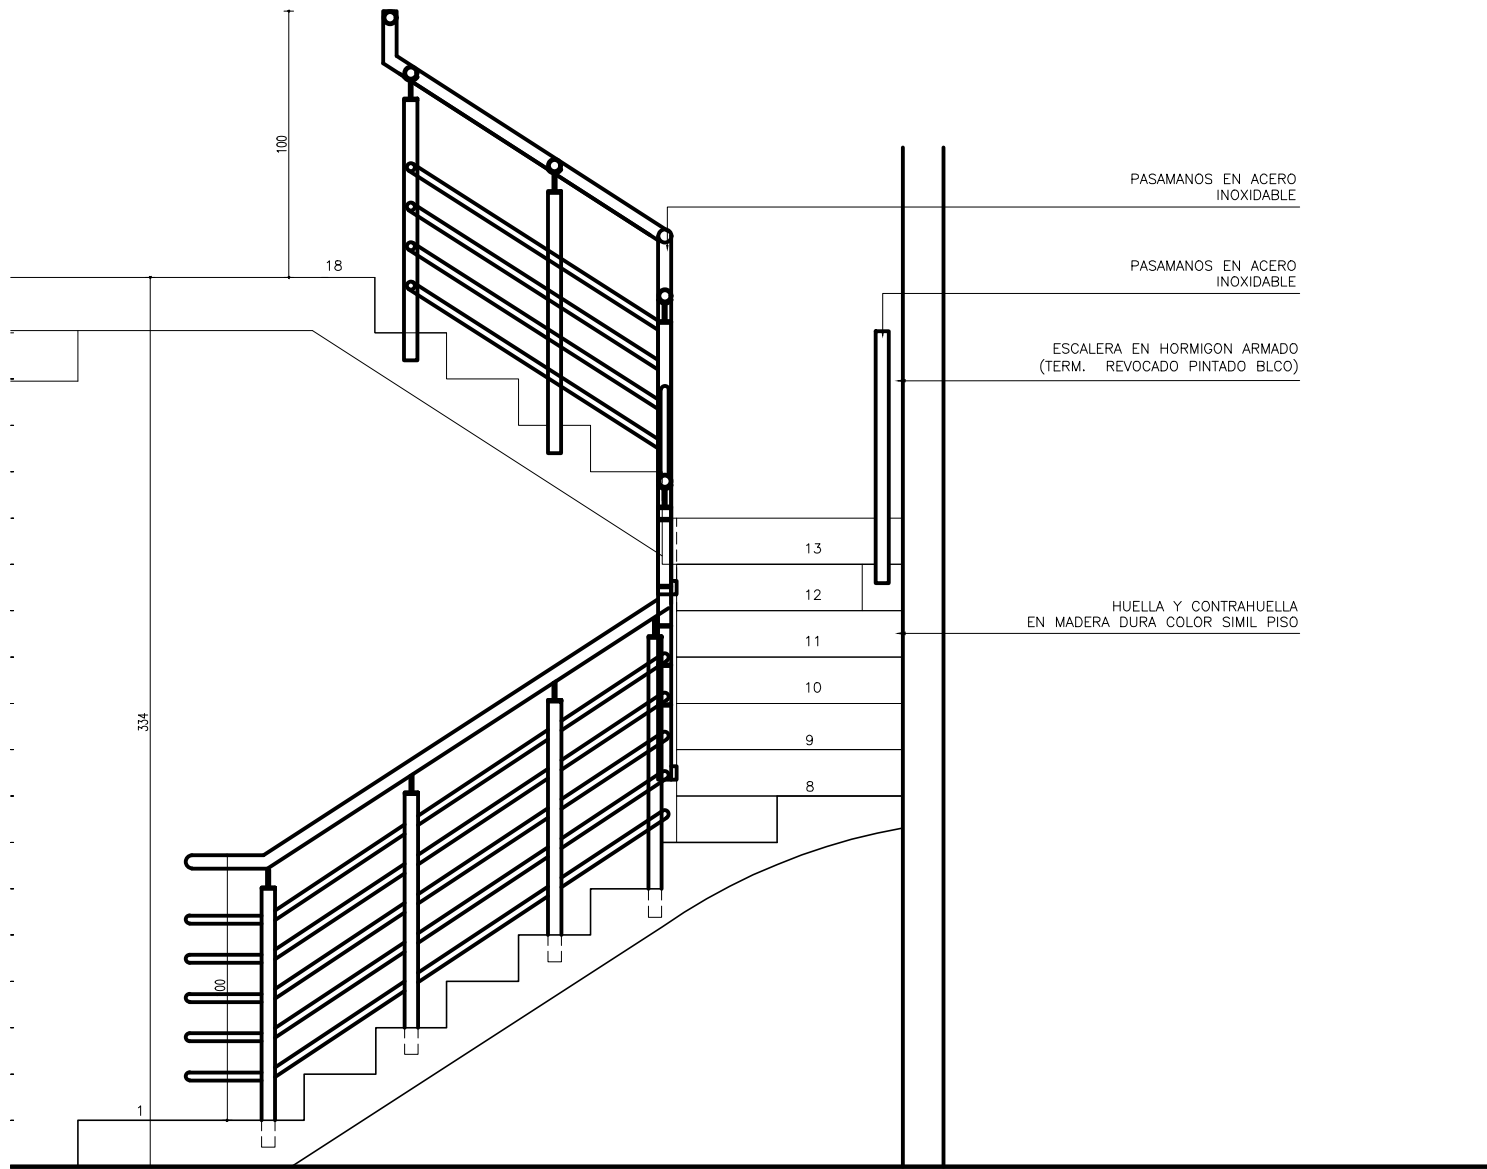 100
PASAMANOS EN ACERO
INOXIDABLE
18
PASAMANOS EN ACERO
INOXIDABLE
ESCALERA EN HORMIGON ARMADO
(TERM. REVOCADO PINTADO BLCO)
13
12
HUELLA Y CONTRAHUELLA
EN MADERA DURA COLOR SIMIL PISO
11
10
334
9
8
00
1